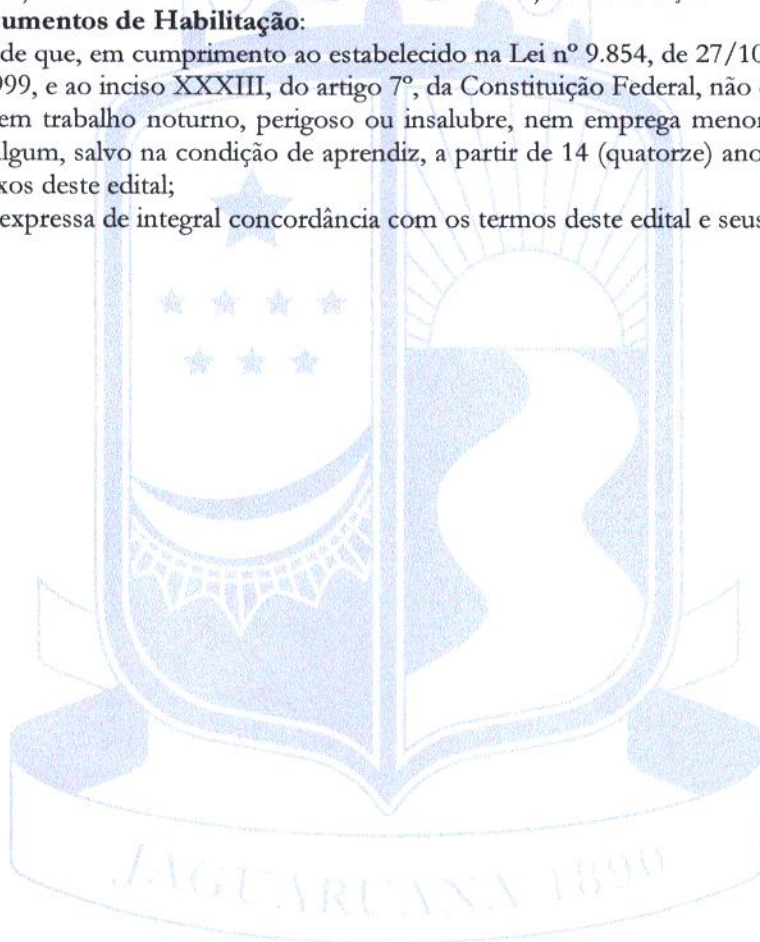 umentos de Habilitação:
de que, em cumprimento ao estabelecido na Lei nº 9.854, de 27/10
999, e ao inciso XXXIII, do artigo 7º, da Constituição Federal, não
em trabalho noturno, perigoso ou insalubre, nem emprega menor
lgum, salvo na condição de aprendiz, a partir de 14 (quatorze) ano
xos deste edital;
expressa de integral concordância com os termos deste edital e seus
JAGUARUANA 1890